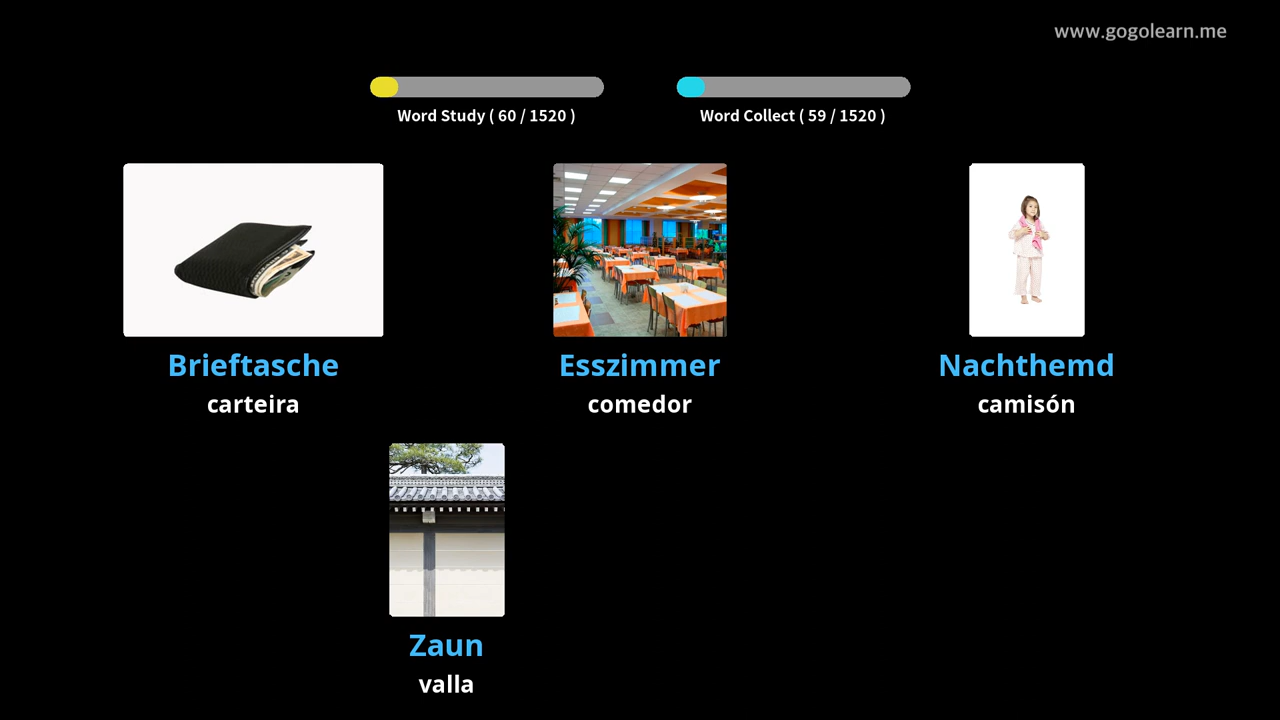 www.gogolearn.me
Word Study ( 60 / 1520 )
Word Collect ( 59 / 1520 )
Brieftasche
carteira
Esszimmer
comedor
Nachthemd
camisón
Zaun
valla